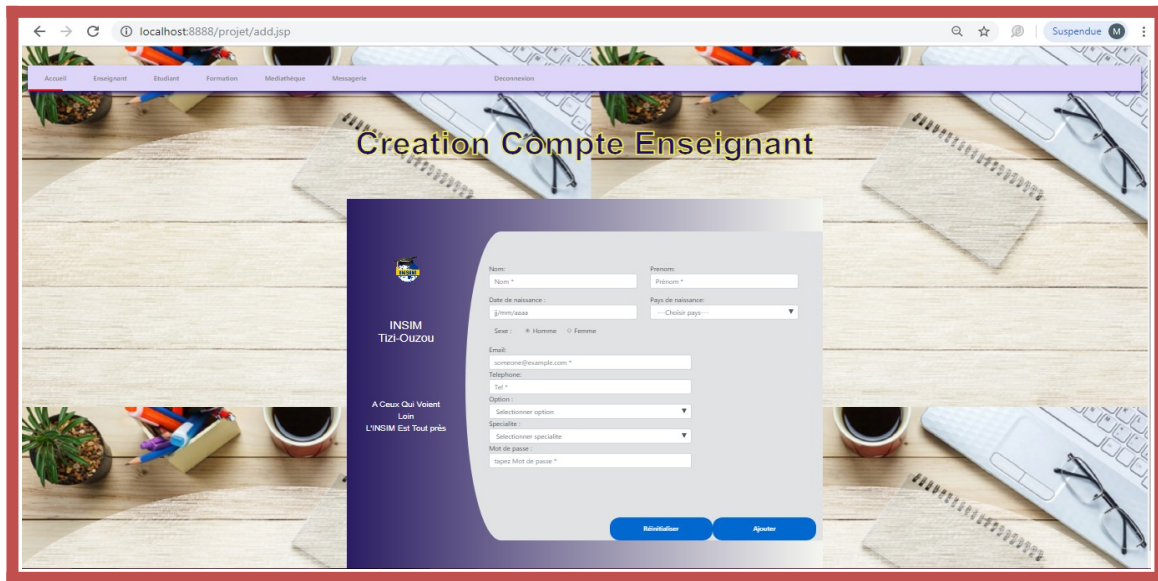 localhost:8888/projet/add.jsp
Suspendue M
Accueil Enseignant Etudiant Formation Mediathèque Messagerie Deconnexion
Creation Compte Enseignant
INSIM
INSIM
Tizi-Ouzou
A Ceux Qui Voient
Loin
L'INSIM Est Tout près
Nom: Prenom:
Nom * Prénom *
Date de naissance : Pays de naissance:
jj/mm/aaaa ---Choisir pays---
Sexe : Homme Femme
Email:
someone@example.com *
Telephone:
Tel *
Option :
Selectionner option
Specialite :
Selectionner specialite
Mot de passe :
tapez Mot de passe *
Réinitialiser Ajouter